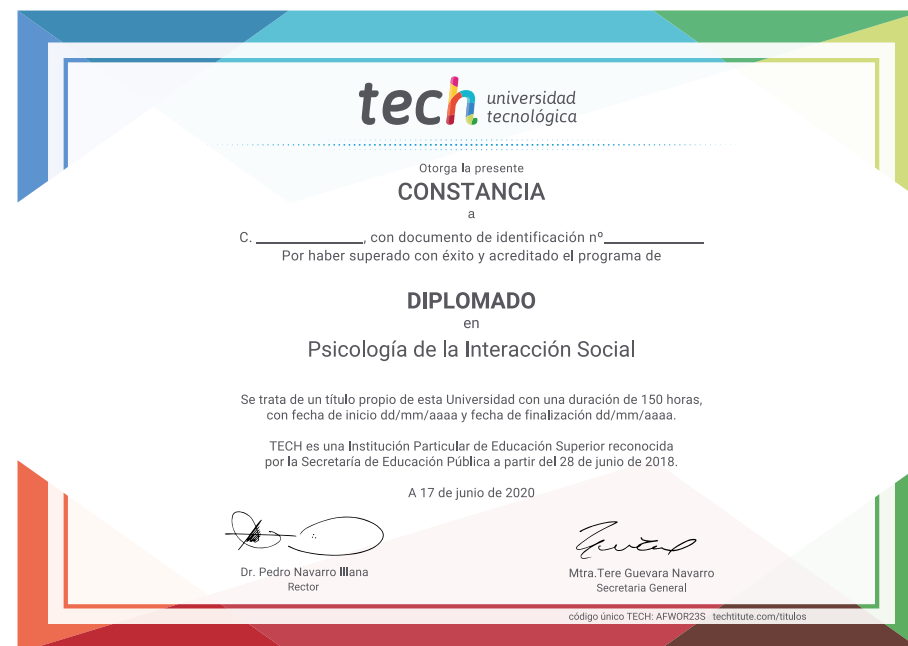 tech universidad
tecnológica
Otorga la presente
CONSTANCIA
a
C. ____________, con documento de identificación nº____________
Por haber superado con éxito y acreditado el programa de
DIPLOMADO
en
Psicología de la Interacción Social
Se trata de un título propio de esta Universidad con una duración de 150 horas,
con fecha de inicio dd/mm/aaaa y fecha de finalización dd/mm/aaaa.
TECH es una Institución Particular de Educación Superior reconocida
por la Secretaría de Educación Pública a partir del 28 de junio de 2018.
A 17 de junio de 2020
Dr. Pedro Navarro Illana
Rector
Mtra.Tere Guevara Navarro
Secretaria General
código único TECH: AFWOR23S techtitute.com/titulos